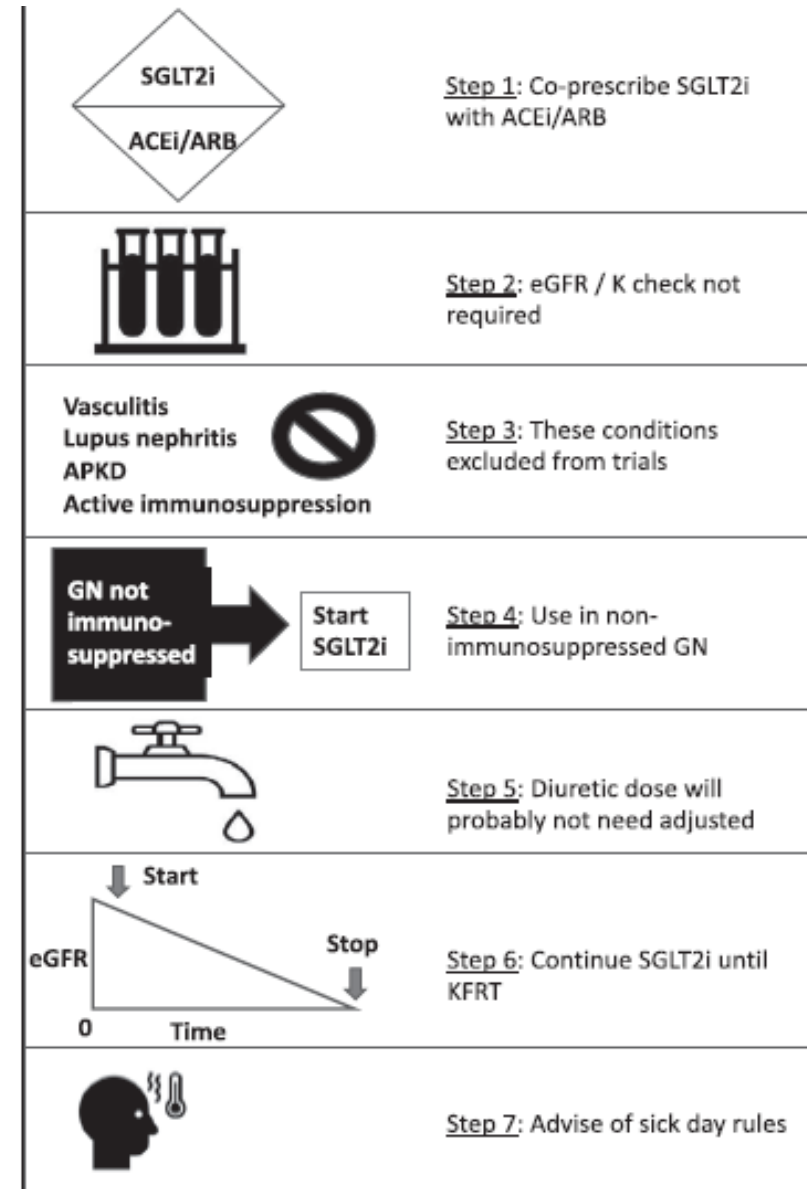 SGLT2i
ACEi/ARB
Step 1: Co-prescribe SGLT2i
with ACEi/ARB
Step 2: eGFR / K check not
required
Vasculitis
Lupus nephritis
APKD
Active immunosuppression
Step 3: These conditions
excluded from trials
GN not
immuno-
suppressed
Start
SGLT2i
Step 4: Use in non-
immunosuppressed GN
Step 5: Diuretic dose will
probably not need adjusted
Start
eGFR
Stop
0
Time
Step 6: Continue SGLT2i until
KFRT
Step 7: Advise of sick day rules